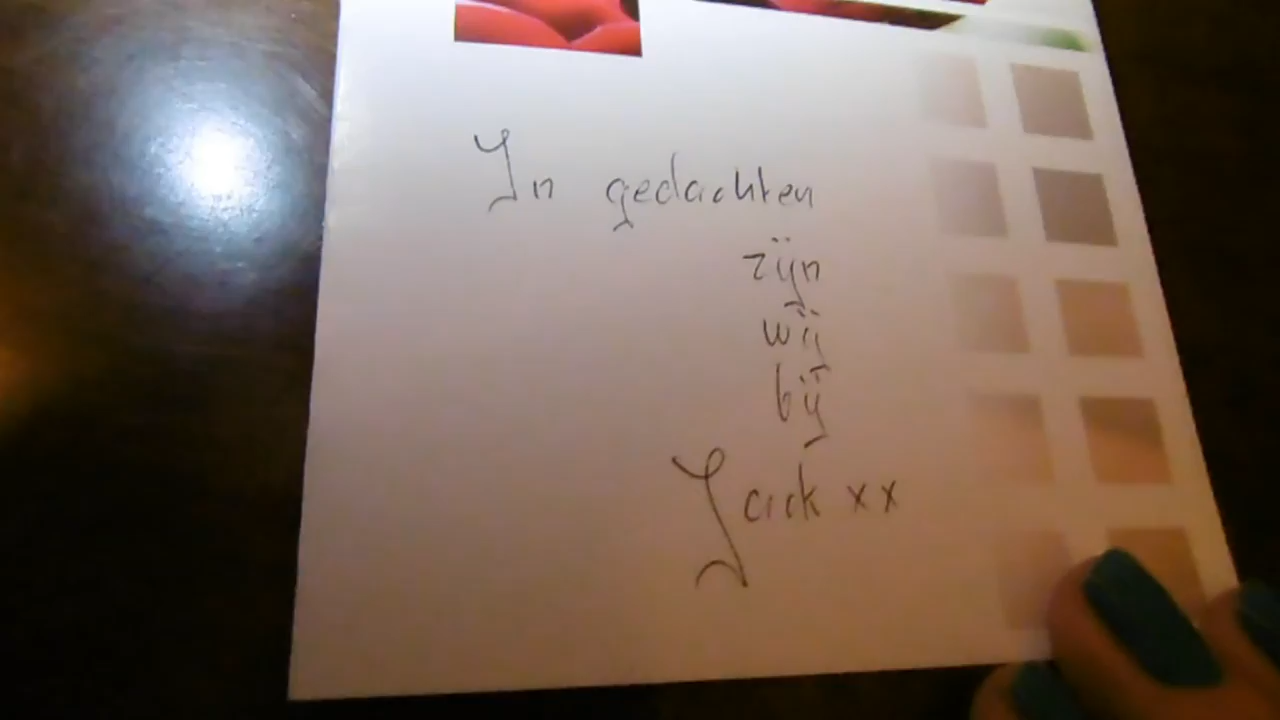 In gedachten
zijn
wij
bij
Jack xx